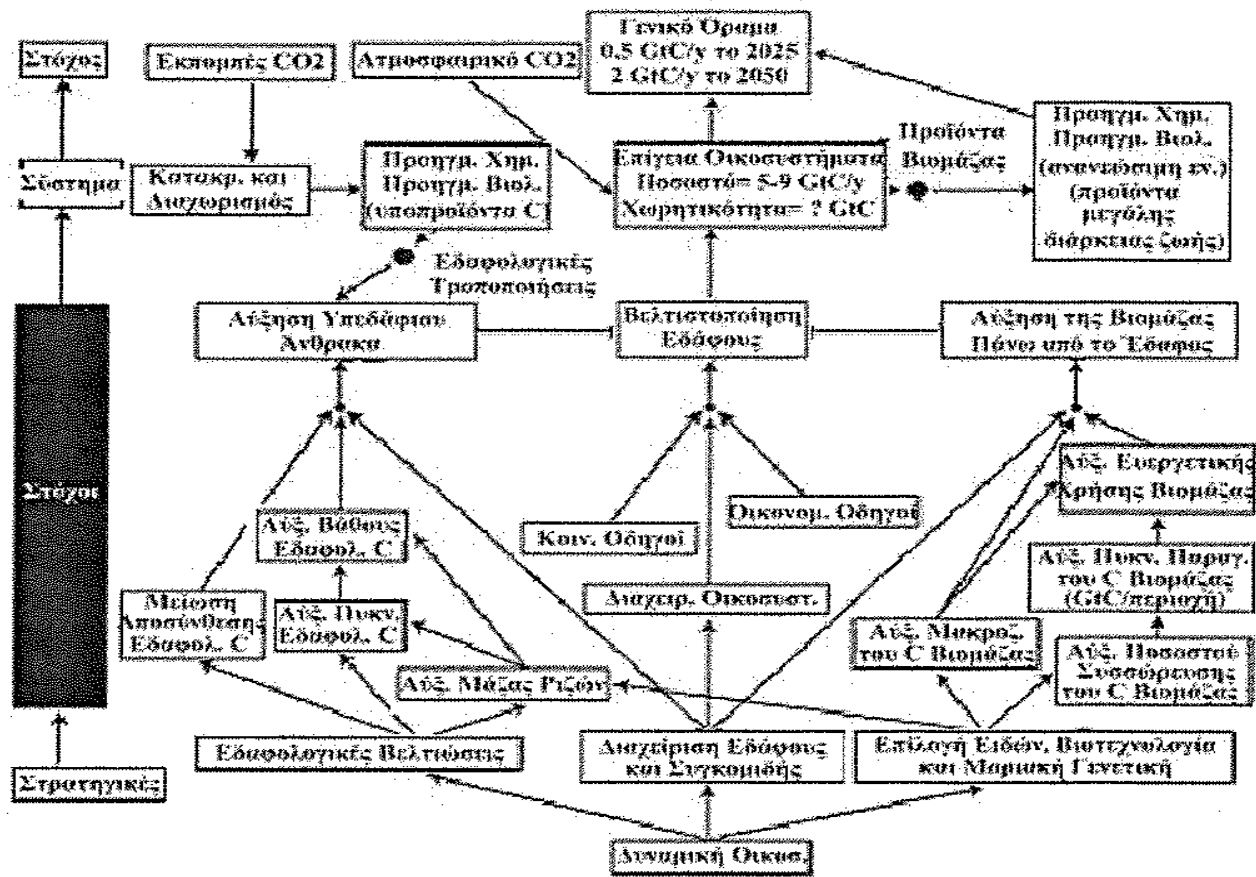 Στόχος
Εκπομπές CO2
Ατμοσφαιρικό CO2
Γενικό Όραμα
0.5 GtC/y το 2025
2 GtC/y το 2050
Σύστημα
Κατακρ. και
Διαχωρισμός
Προηγμ. Χημ.
Προηγμ. Βιολ.
(υποπροϊόντα C)
Επίγεια Οικοσυστήματα
Ποσοστό= 5-9 GtC/y
Χωρητικότητα= ? GtC
Προϊόντα
Βιομάζας
Προηγμ. Χημ.
Προηγμ. Βιολ.
(ανανεώσιμη εν.)
(προϊόντα
μεγάλης
διάρκειας ζωής)
Εδαφολογικές
Τροποποιήσεις
Αύξηση Υπεδάφιου
Άνθρακα
Βελτιστοποίηση
Εδάφους
Αύξηση της Βιομάζας
Πάνω από το Έδαφος
Στόχοι
Αύξ. Βάθους
Εδαφολ. C
Κοιν. Οδηγοί
Οικονομ. Οδηγοί
Αύξ. Ευεργετικής
Χρήσης Βιομάζας
Μείωση
Αποσύνθεσης
Εδαφολ. C
Αύξ. Πυκν.
Εδαφολ. C
Διαχειρ. Οικοσυστ.
Αύξ. Πυκν. Παραγ.
του C Βιομάζας
(GtC/περιοχή)
Αύξ. Μακροζ.
του C Βιομάζας
Αύξ. Μάζας Ριζών
Αύξ. Ποσοστού
Συσσώρευσης
του C Βιομάζας
Στρατηγικές
Εδαφολογικές Βελτιώσεις
Διαχείριση Εδάφους
και Συγκομιδής
Επιλογή Ειδών, Βιοτεχνολογία
και Μοριακή Γενετική
Δυναμική Οικοσ.